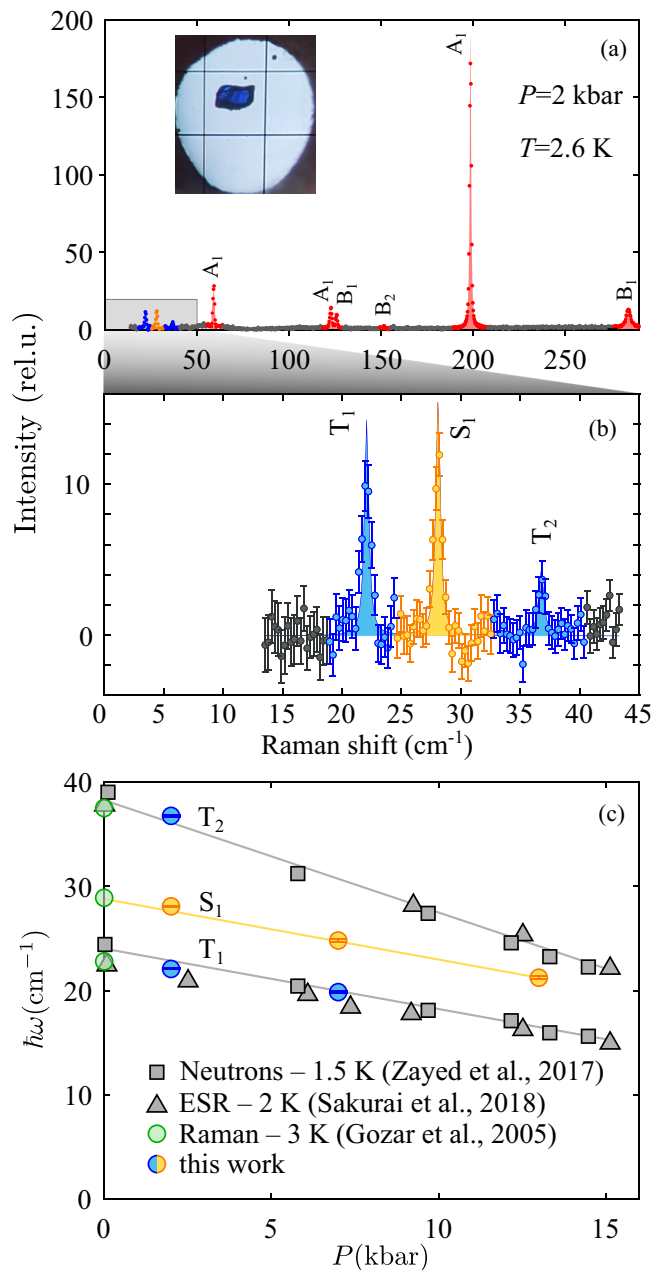 200
150
100
50
0
(a)
P=2 kbar
T=2.6 K
A₁
A₁
A₁
B₁
B₂
B₁
0 50 100 150 200 250
Intensity (rel.u.)
(b)
T₁
S₁
T₂
10
0
0 5 10 15 20 25 30 35 40 45
Raman shift (cm⁻¹)
(c)
40
30
20
10
0
T₂
S₁
T₁
ℏω(cm⁻¹)
Neutrons – 1.5 K (Zayed et al., 2017)
ESR – 2 K (Sakurai et al., 2018)
Raman – 3 K (Gozar et al., 2005)
this work
0 5 10 15
P(kbar)